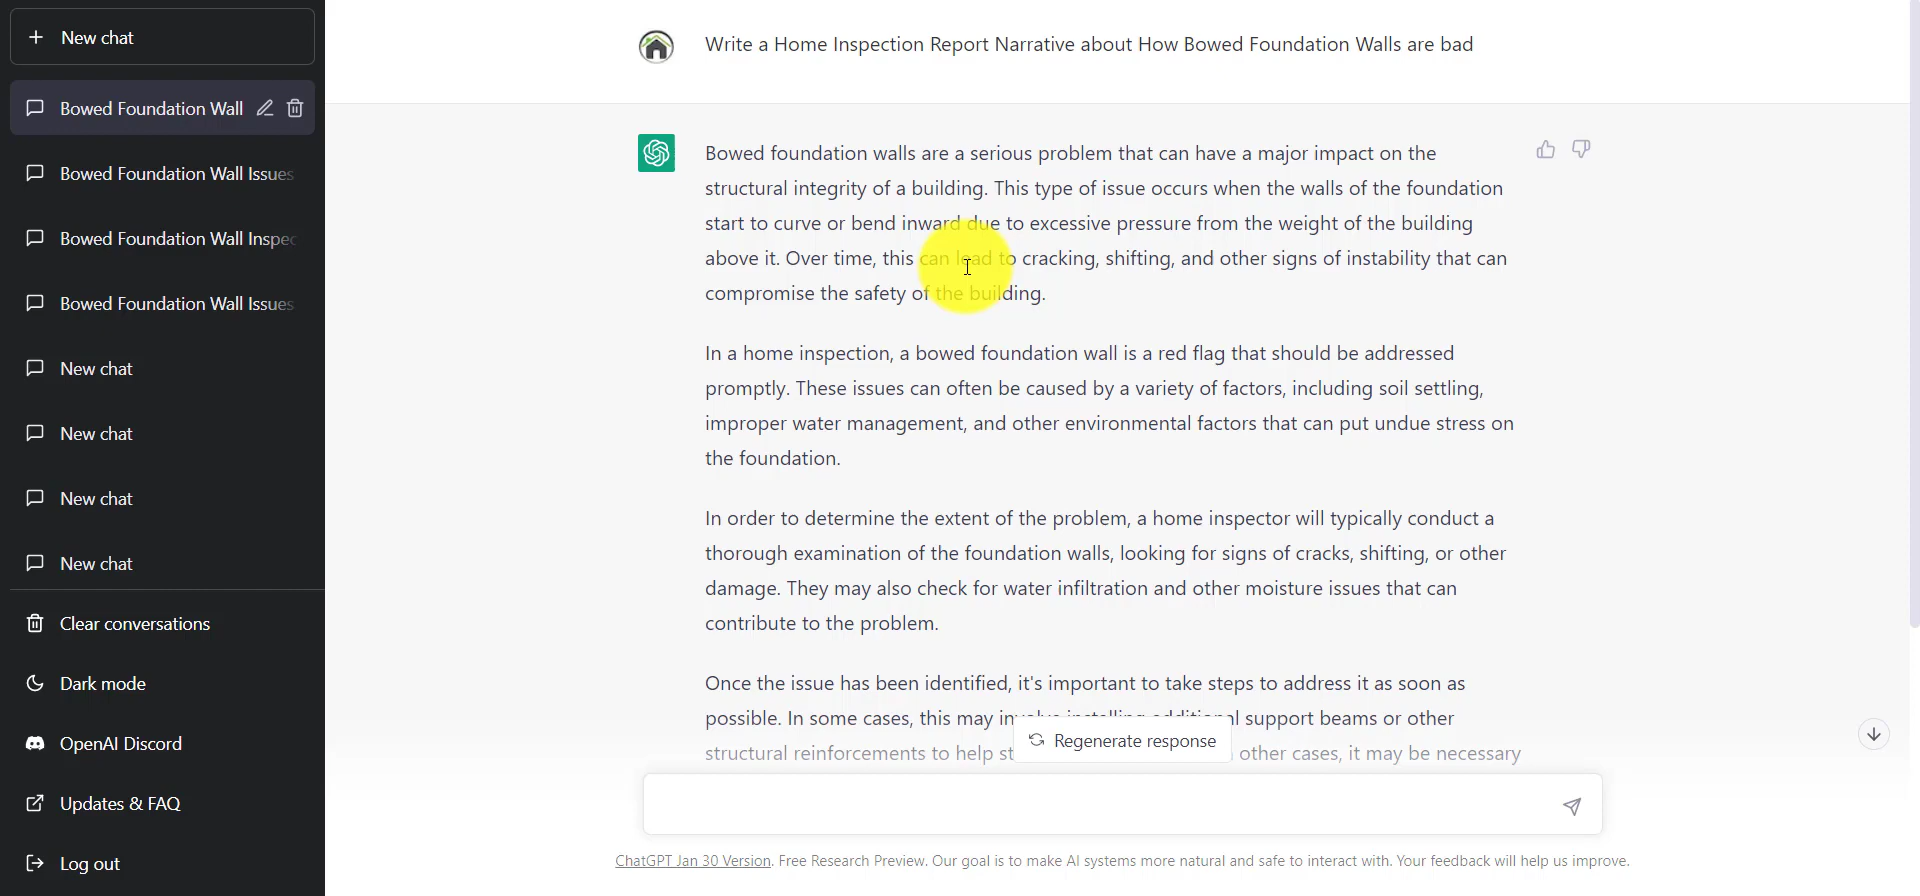 New chat
Bowed Foundation Wall
Bowed Foundation Wall Issues
Bowed Foundation Wall Inspec
Bowed Foundation Wall Issues
New chat
New chat
New chat
New chat
Clear conversations
Dark mode
OpenAI Discord
Updates & FAQ
Log out
Write a Home Inspection Report Narrative about How Bowed Foundation Walls are bad
Bowed foundation walls are a serious problem that can have a major impact on the
structural integrity of a building. This type of issue occurs when the walls of the foundation
start to curve or bend inward due to excessive pressure from the weight of the building
above it. Over time, this can lead to cracking, shifting, and other signs of instability that can
compromise the safety of the building.
In a home inspection, a bowed foundation wall is a red flag that should be addressed
promptly. These issues can often be caused by a variety of factors, including soil settling,
improper water management, and other environmental factors that can put undue stress on
the foundation.
In order to determine the extent of the problem, a home inspector will typically conduct a
thorough examination of the foundation walls, looking for signs of cracks, shifting, or other
damage. They may also check for water infiltration and other moisture issues that can
contribute to the problem.
Once the issue has been identified, it's important to take steps to address it as soon as
possible. In some cases, this may involve installing additional support beams or other
structural reinforcements to help other cases, it may be necessary
Regenerate response
ChatGPT Jan 30 Version. Free Research Preview. Our goal is to make AI systems more natural and safe to interact with. Your feedback will help us improve.